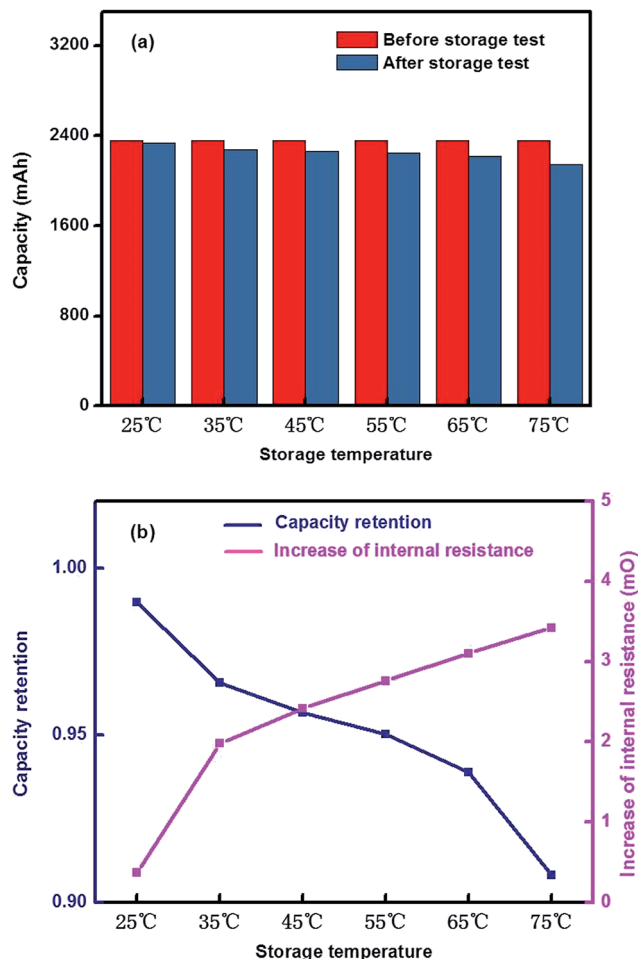 (a)
Before storage test
After storage test
Capacity (mAh)
3200
2400
1600
800
0
25℃ 35℃ 45℃ 55℃ 65℃ 75℃
Storage temperature
(b)
Capacity retention
Increase of internal resistance
Capacity retention
1.00
0.95
0.90
Increase of internal resistance (mO)
5
4
3
2
1
0
25℃ 35℃ 45℃ 55℃ 65℃ 75℃
Storage temperature